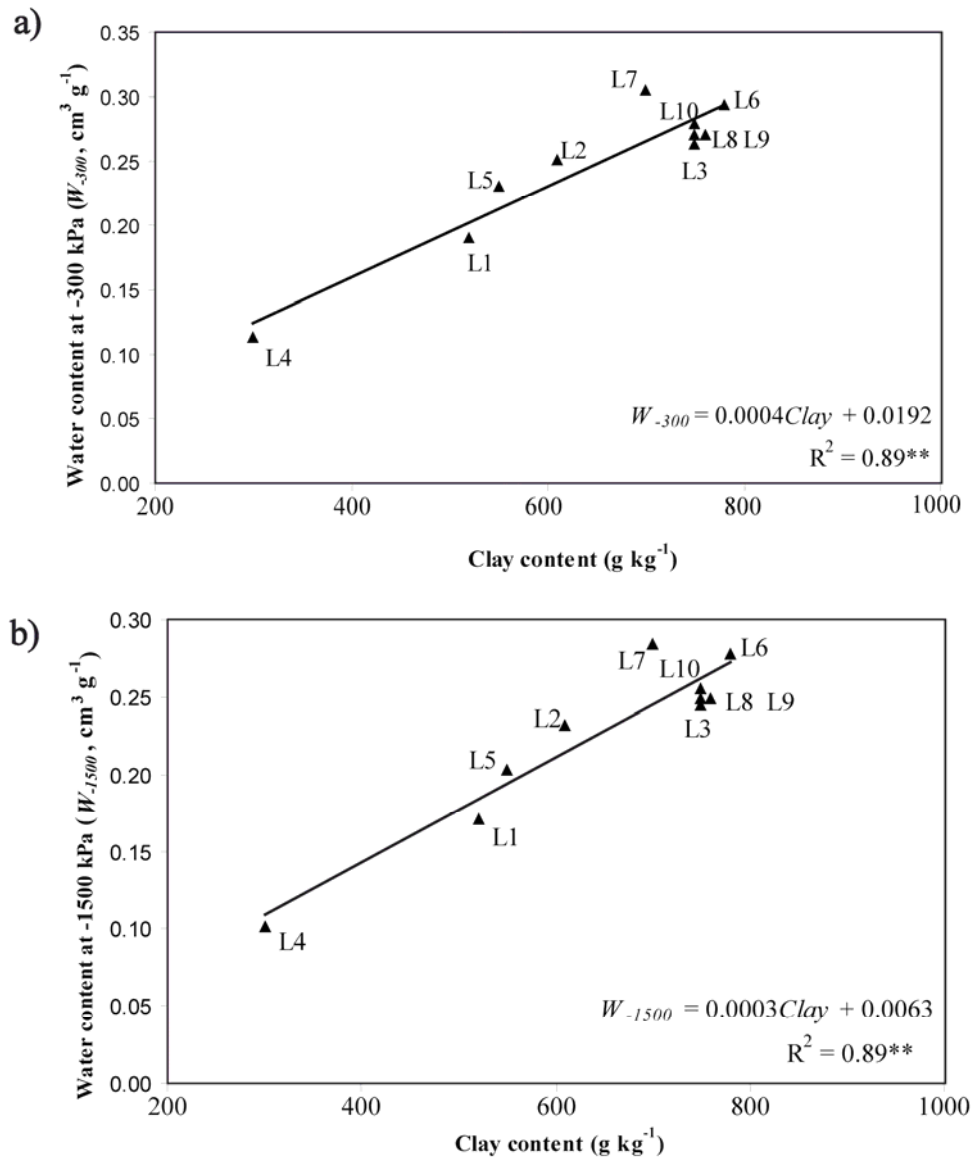 a)
0.35
0.30
0.25
0.20
0.15
0.10
0.05
0.00
Water content at -300 kPa (W-300, cm³ g⁻¹)
L7
L10
L6
L8 L9
L3
L2
L5
L1
L4
W-300 = 0.0004Clay + 0.0192
R² = 0.89**
200 400 600 800 1000
Clay content (g kg⁻¹)
b)
0.30
0.25
0.20
0.15
0.10
0.05
0.00
Water content at -1500 kPa (W-1500, cm³ g⁻¹)
L7
L10
L6
L8 L9
L3
L2
L5
L1
L4
W-1500 = 0.0003Clay + 0.0063
R² = 0.89**
200 400 600 800 1000
Clay content (g kg⁻¹)